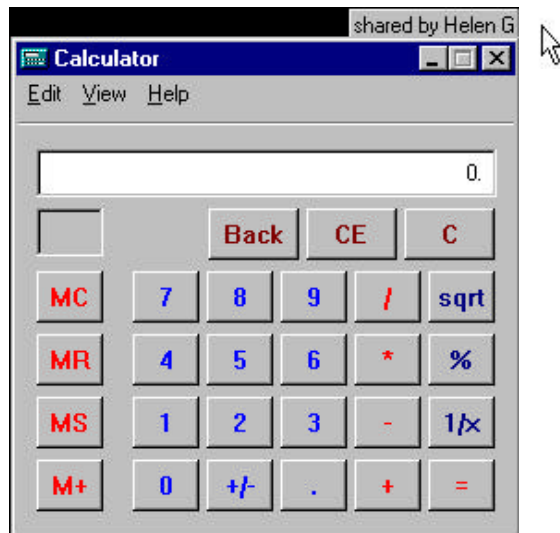 shared by Helen G
Calculator
Edit View Help
0.
Back CE C
MC 7 8 9 / sqrt
MR 4 5 6 * %
MS 1 2 3 - 1/x
M+ 0 +/- . + =